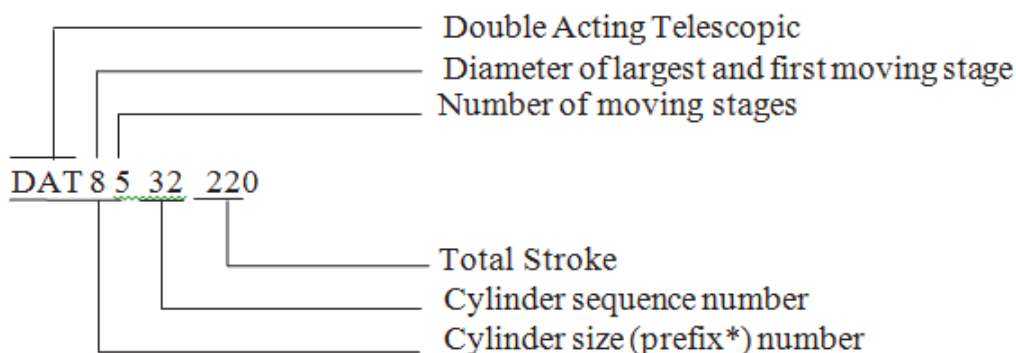 Double Acting Telescopic
Diameter of largest and first moving stage
Number of moving stages
DAT 8 5 32 220
Total Stroke
Cylinder sequence number
Cylinder size (prefix*) number